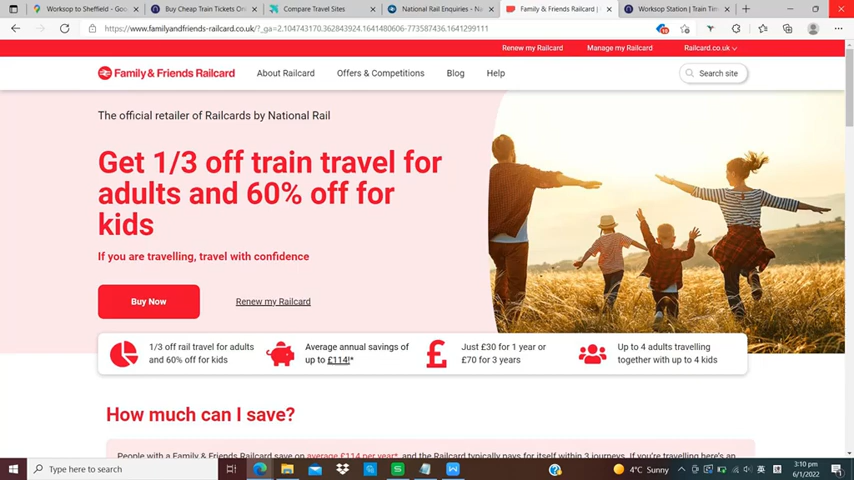 Worksop to Sheffield - Goo
Buy Cheap Train Tickets On
Compare Travel Sites
National Rail Enquiries - Na
Family & Friends Railcard |
Worksop Station | Train Tim
https://www.familyandfriends-railcard.co.uk/?_ga=2.104743170.362843924.1641480606-773587436.1641299111
Renew my Railcard
Manage my Railcard
Railcard.co.uk
Family & Friends Railcard
About Railcard
Offers & Competitions
Blog
Help
Search site
The official retailer of Railcards by National Rail
Get 1/3 off train travel for
adults and 60% off for
kids
If you are travelling, travel with confidence
Buy Now
Renew my Railcard
1/3 off rail travel for adults
and 60% off for kids
Average annual savings of
up to £114!*
Just £30 for 1 year or
£70 for 3 years
Up to 4 adults travelling
together with up to 4 kids
How much can I save?
People with a Family & Friends Railcard save on average £114 per year*, and the Railcard typically pays for itself within 3 journeys. If you're travelling here's an
Type here to search
4°C Sunny
英
3:10 pm
6/1/2022